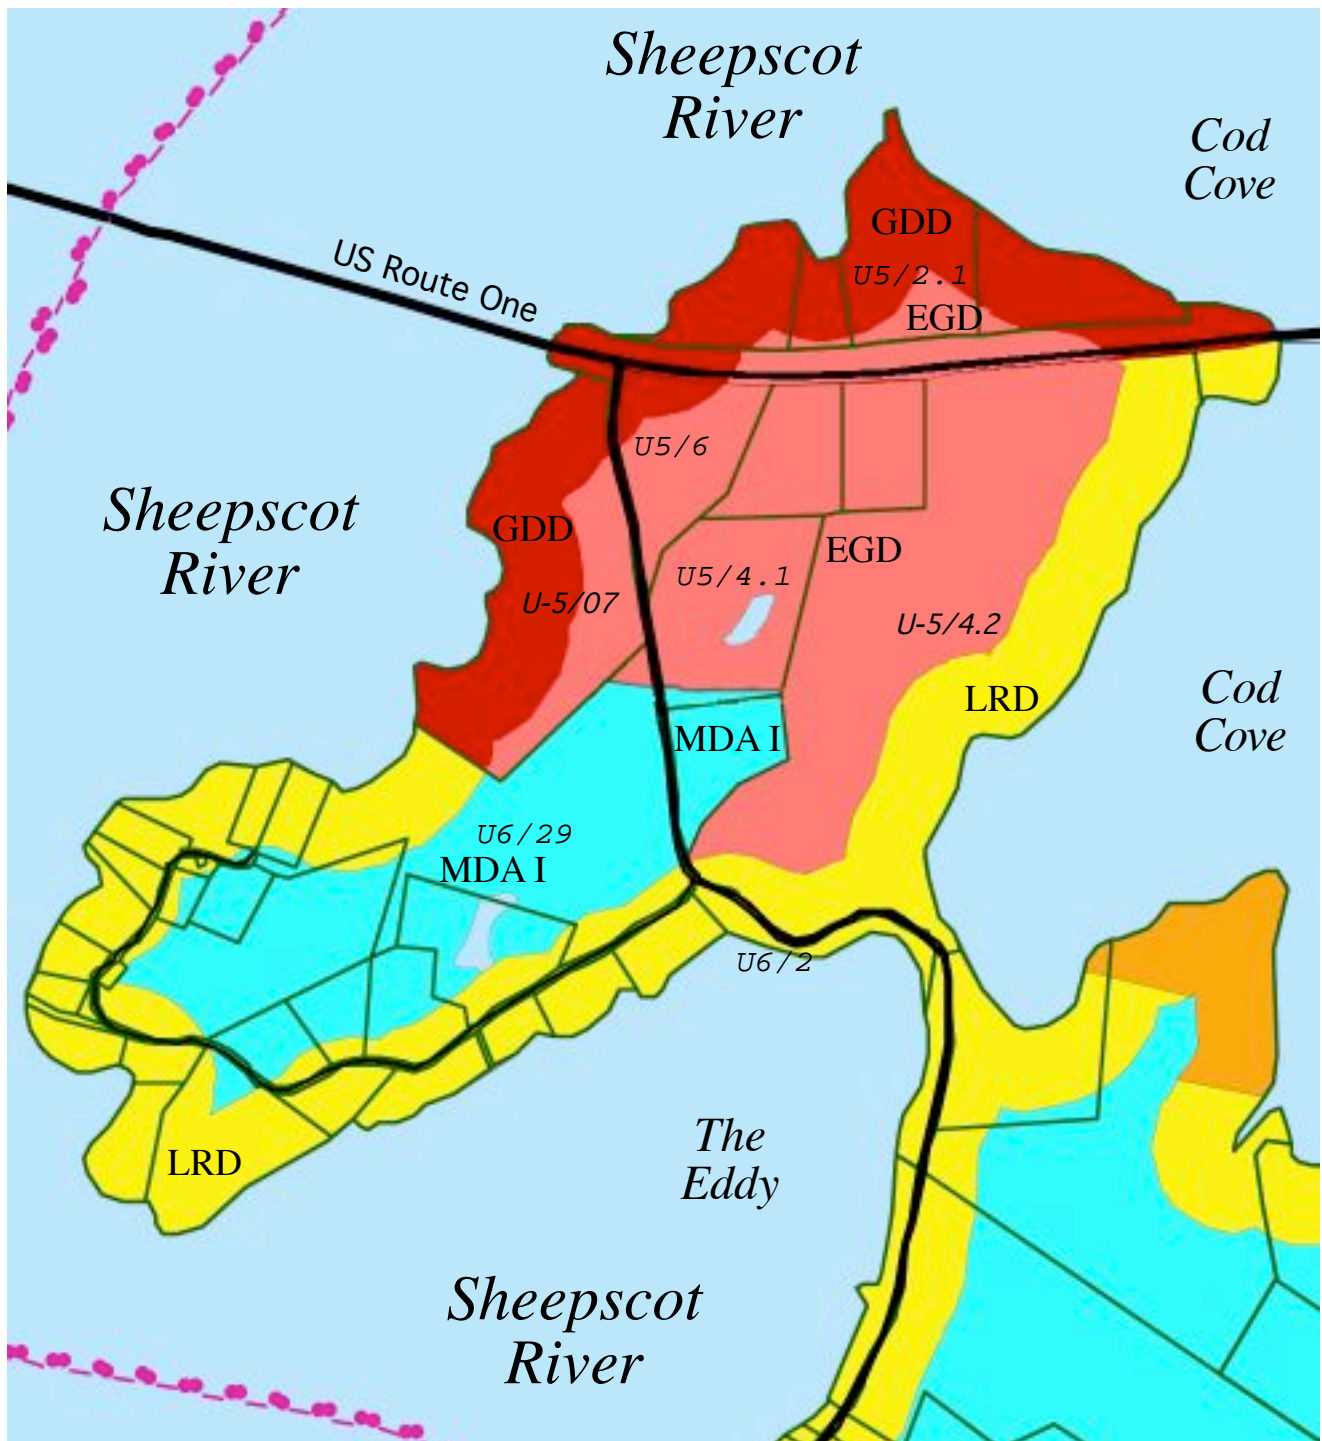 Sheepscot
River
Cod
Cove
GDD
US Route One
U5/2.1
EGD
U5/6
Sheepscot
River
GDD
EGD
U5/4.1
U-5/07
U-5/4.2
LRD
Cod
Cove
MDA I
U6/29
MDA I
U6/2
The
Eddy
LRD
Sheepscot
River